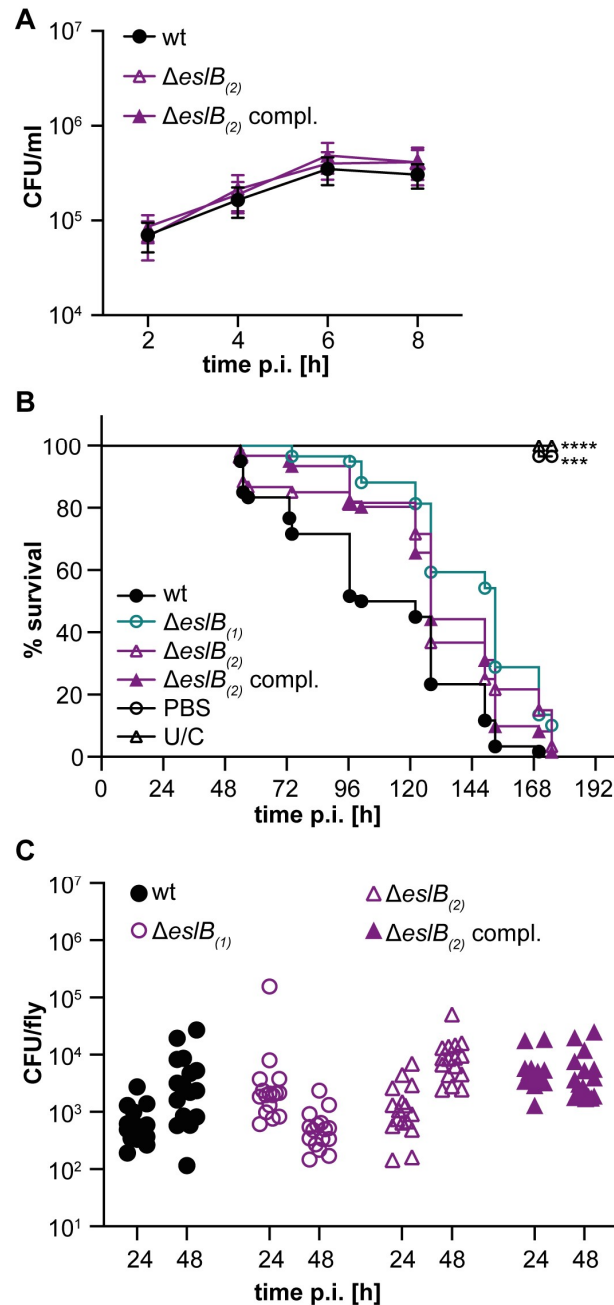 A
10⁷
10⁶
10⁵
10⁴
CFU/ml
wt
ΔeslB(2)
ΔeslB(2) compl.
2 4 6 8
time p.i. [h]
B
100
80
60
40
20
0
% survival
****
***
wt
ΔeslB(1)
ΔeslB(2)
ΔeslB(2) compl.
PBS
U/C
0 24 48 72 96 120 144 168 192
time p.i. [h]
C
10⁷
10⁶
10⁵
10⁴
10³
10²
10¹
CFU/fly
wt
ΔeslB(1)
ΔeslB(2)
ΔeslB(2) compl.
24 48 24 48 24 48 24 48
time p.i. [h] time p.i. [h]